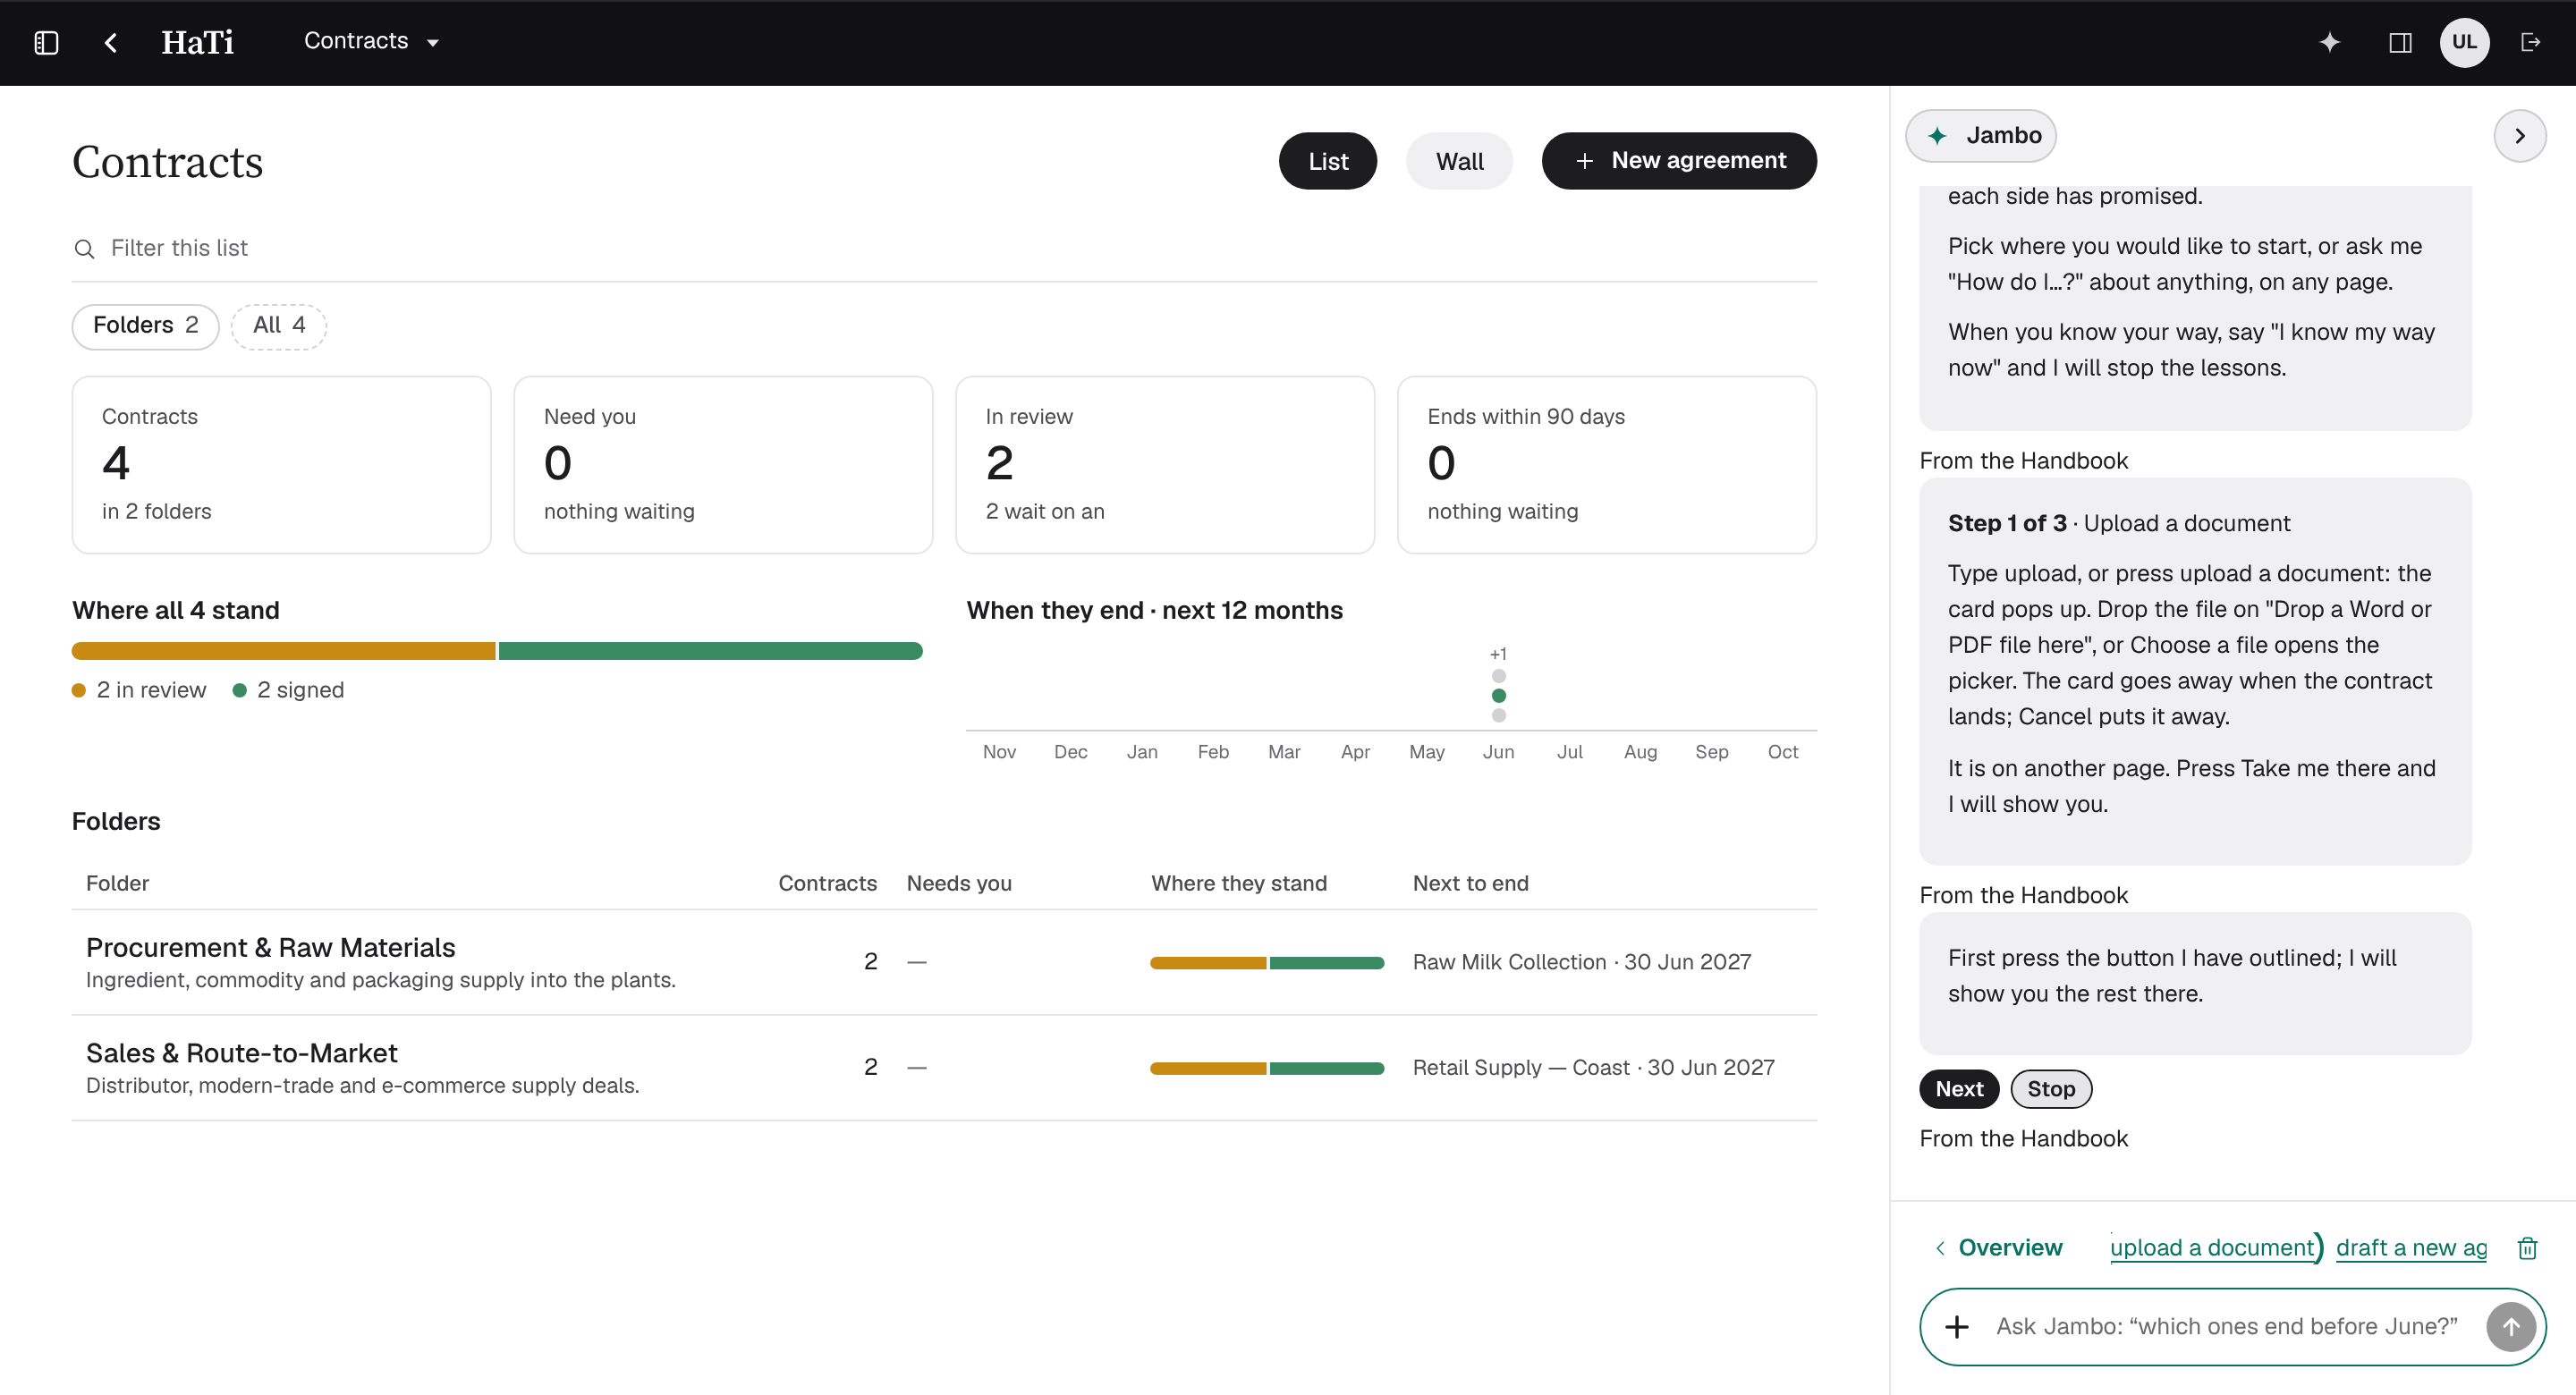 HaTi
Contracts
UL
Contracts
List
Wall
New agreement
Filter this list
Folders 2
All 4
Contracts
4
in 2 folders
Need you
0
nothing waiting
In review
2
2 wait on an
Ends within 90 days
0
nothing waiting
Where all 4 stand
2 in review
2 signed
When they end · next 12 months
+1
Nov Dec Jan Feb Mar Apr May Jun Jul Aug Sep Oct
Folders
Folder Contracts Needs you Where they stand Next to end
Procurement & Raw Materials
Ingredient, commodity and packaging supply into the plants.
2 — Raw Milk Collection · 30 Jun 2027
Sales & Route-to-Market
Distributor, modern-trade and e-commerce supply deals.
2 — Retail Supply — Coast · 30 Jun 2027
Jambo
each side has promised.
Pick where you would like to start, or ask me
"How do I...?" about anything, on any page.
When you know your way, say "I know my way
now" and I will stop the lessons.
From the Handbook
Step 1 of 3 · Upload a document
Type upload, or press upload a document: the
card pops up. Drop the file on "Drop a Word or
PDF file here", or Choose a file opens the
picker. The card goes away when the contract
lands; Cancel puts it away.
It is on another page. Press Take me there and
I will show you.
From the Handbook
First press the button I have outlined; I will
show you the rest there.
Next
Stop
From the Handbook
Overview
upload a document
draft a new ag
Ask Jambo: “which ones end before June?”